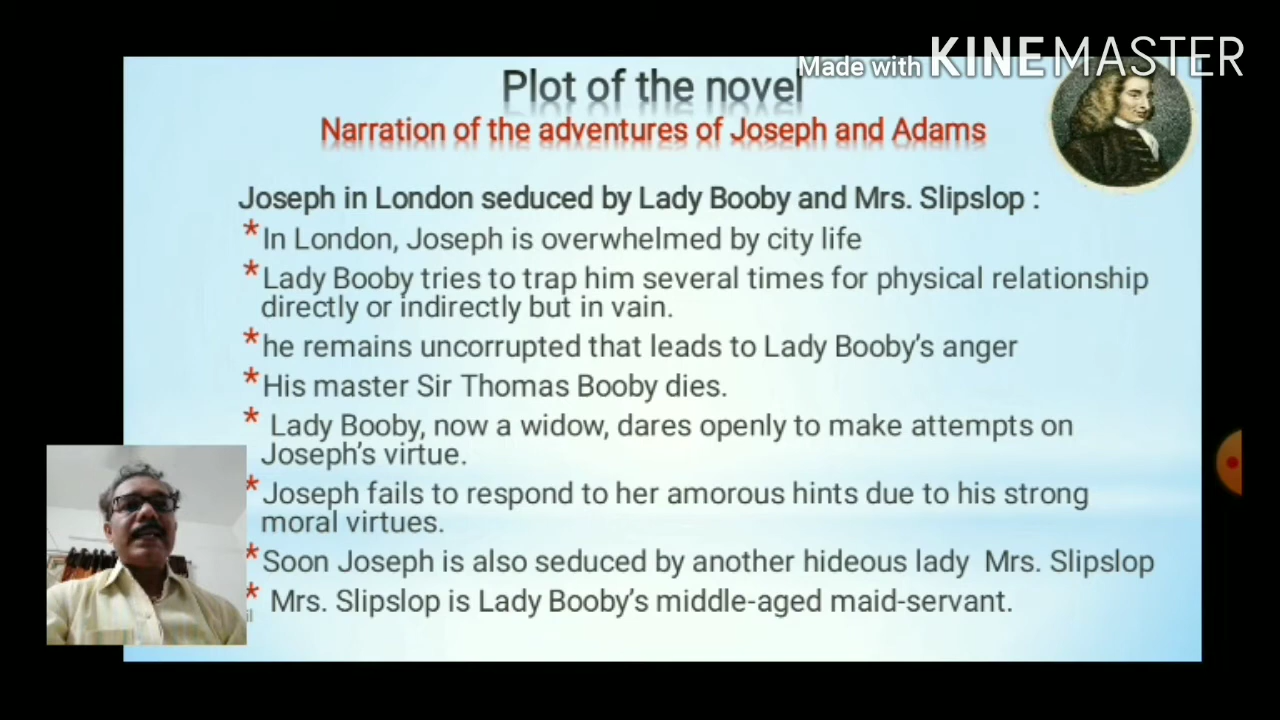 Made with KINEMASTER
Plot of the novel
Narration of the adventures of Joseph and Adams
Joseph in London seduced by Lady Booby and Mrs. Slipslop :
*In London, Joseph is overwhelmed by city life
*Lady Booby tries to trap him several times for physical relationship
directly or indirectly but in vain.
*he remains uncorrupted that leads to Lady Booby's anger
*His master Sir Thomas Booby dies.
* Lady Booby, now a widow, dares openly to make attempts on
Joseph's virtue.
*Joseph fails to respond to her amorous hints due to his strong
moral virtues.
*Soon Joseph is also seduced by another hideous lady Mrs. Slipslop
* Mrs. Slipslop is Lady Booby's middle-aged maid-servant.